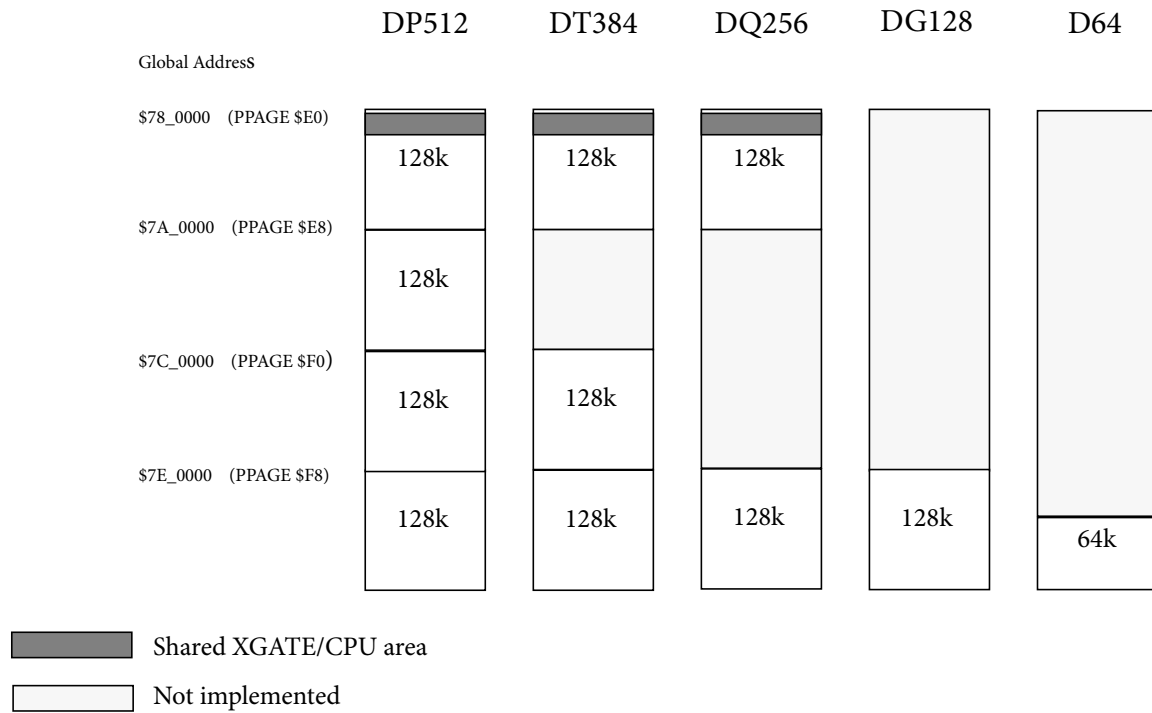 DP512 DT384 DQ256 DG128 D64
Global Address
$78_0000 (PPAGE $E0)
128k 128k 128k
$7A_0000 (PPAGE $E8)
128k
$7C_0000 (PPAGE $F0)
128k 128k
$7E_0000 (PPAGE $F8)
128k 128k 128k 128k
64k
Shared XGATE/CPU area
Not implemented